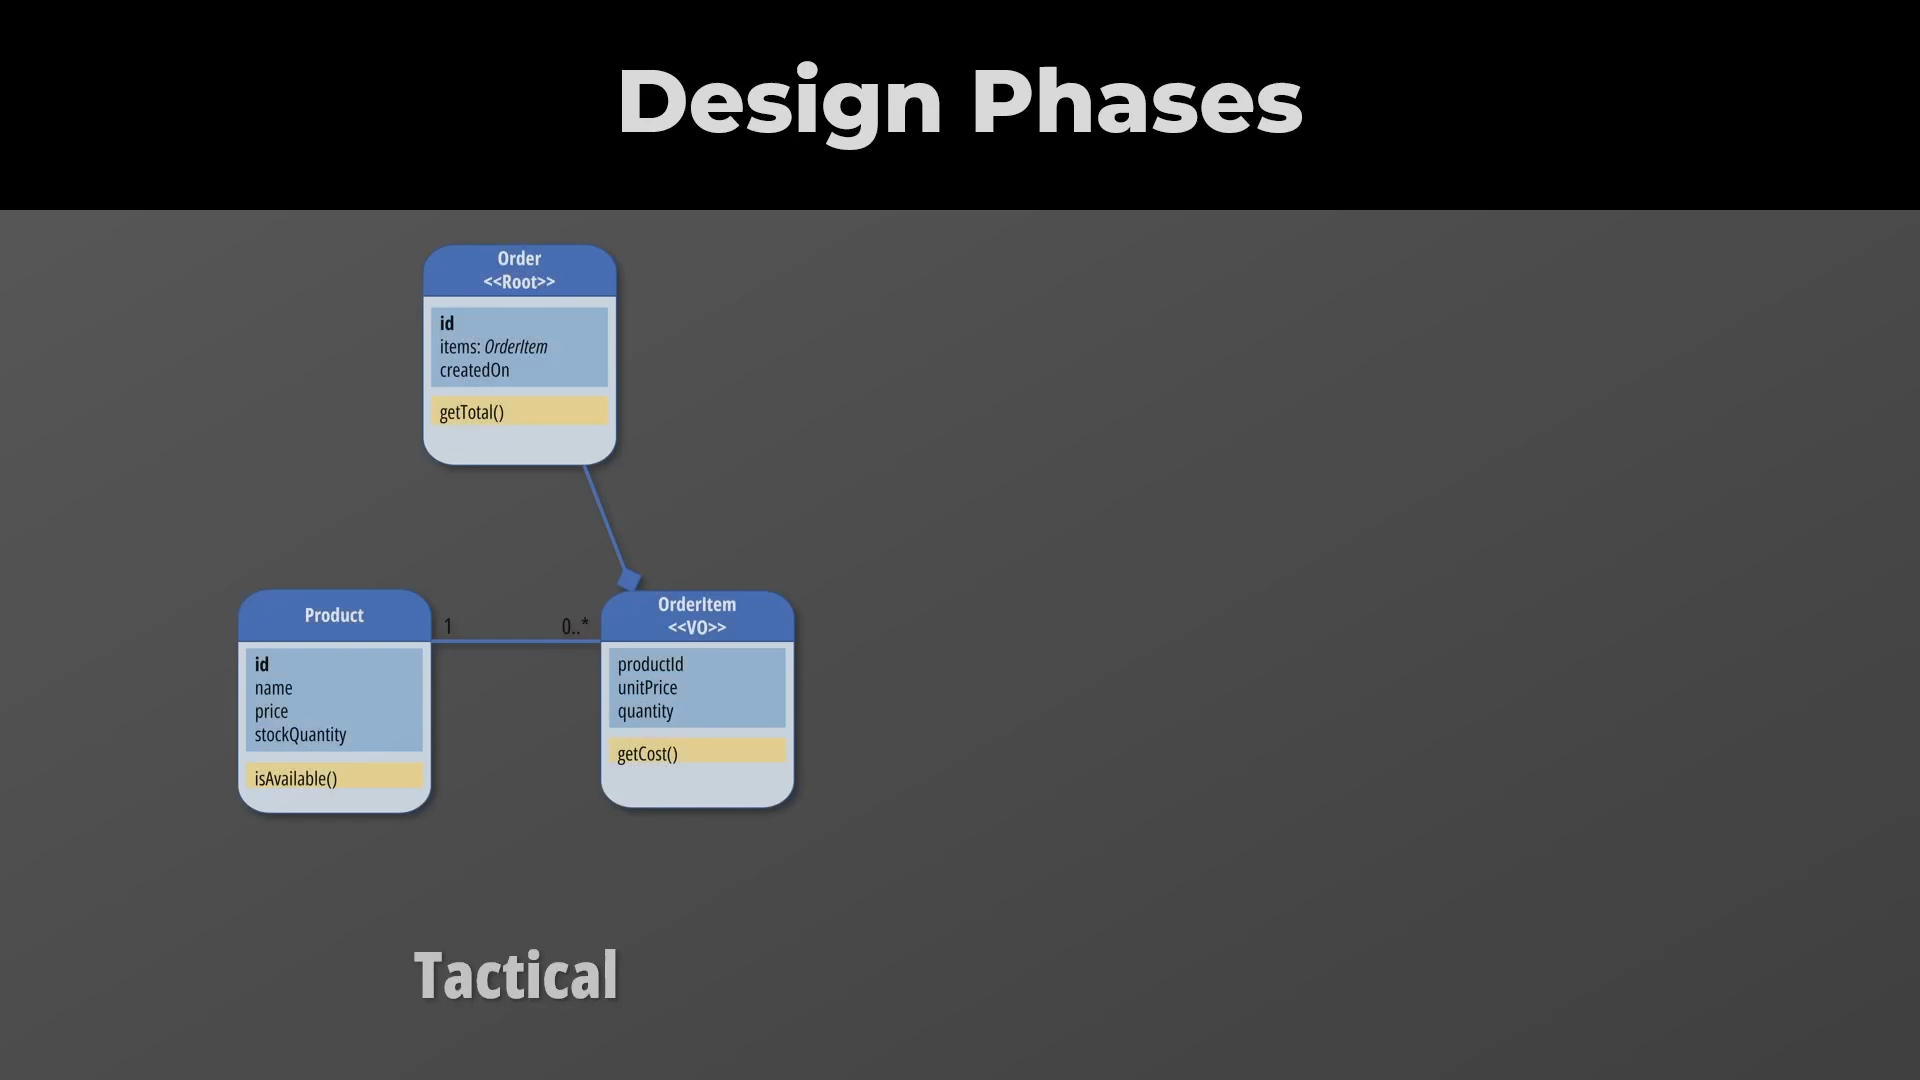 Design Phases
Order
<<Root>>
id
items: OrderItem
createdOn
getTotal()
Product
1
0..*
OrderItem
<<VO>>
id
name
price
stockQuantity
isAvailable()
productId
unitPrice
quantity
getCost()
Tactical